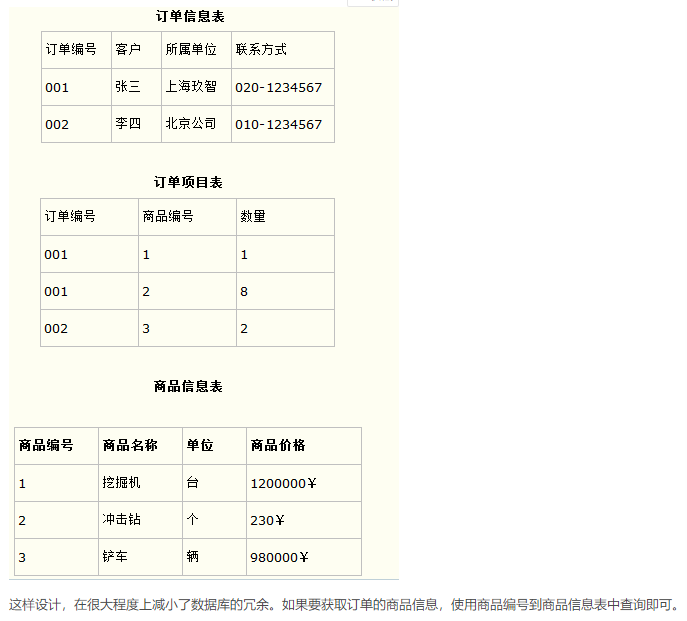 订单信息表
订单编号 客户 所属单位 联系方式
001 张三 上海玖智 020-1234567
002 李四 北京公司 010-1234567
订单项目表
订单编号 商品编号 数量
001 1 1
001 2 8
002 3 2
商品信息表
商品编号 商品名称 单位 商品价格
1 挖掘机 台 1200000￥
2 冲击钻 个 230￥
3 铲车 辆 980000￥
这样设计，在很大程度上减小了数据库的冗余。如果要获取订单的商品信息，使用商品编号到商品信息表中查询即可。